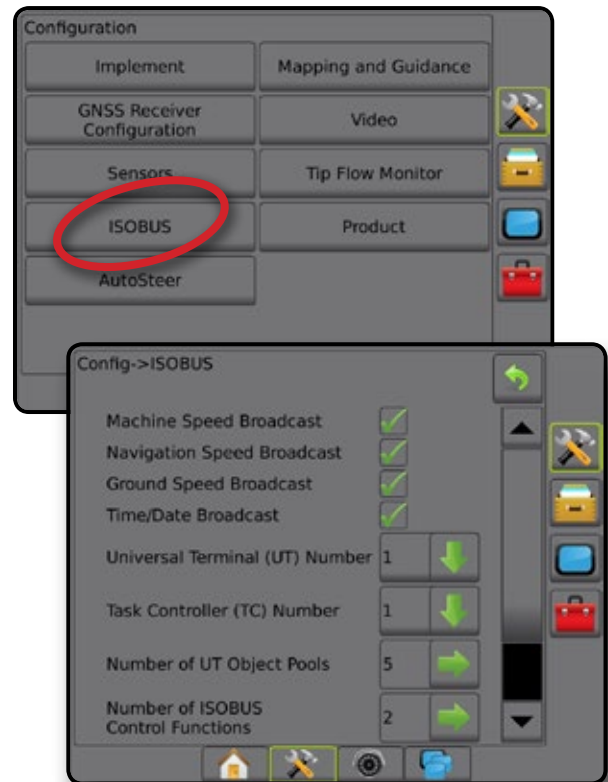 Configuration
Implement
Mapping and Guidance
GNSS Receiver
Configuration
Video
Sensors
Tip Flow Monitor
ISOBUS
Product
AutoSteer
Config->ISOBUS
Machine Speed Broadcast
Navigation Speed Broadcast
Ground Speed Broadcast
Time/Date Broadcast
Universal Terminal (UT) Number 1
Task Controller (TC) Number 1
Number of UT Object Pools 5
Number of ISOBUS
Control Functions 2